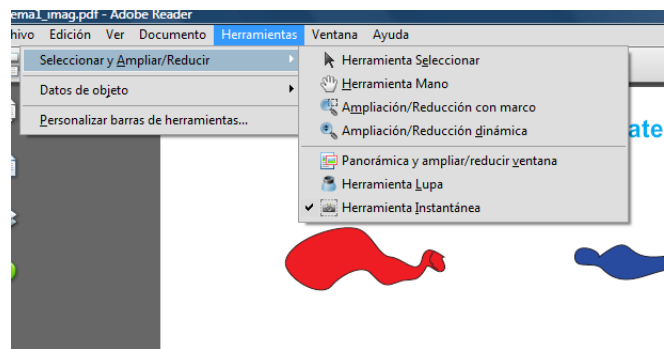 ema1_imag.pdf - Adobe Reader
hivo Edición Ver Documento Herramientas Ventana Ayuda
Seleccionar y Ampliar/Reducir
Datos de objeto
Personalizar barras de herramientas...
Herramienta Seleccionar
Herramienta Mano
Ampliación/Reducción con marco
Ampliación/Reducción dinámica
Panorámica y ampliar/reducir ventana
Herramienta Lupa
Herramienta Instantánea
ate